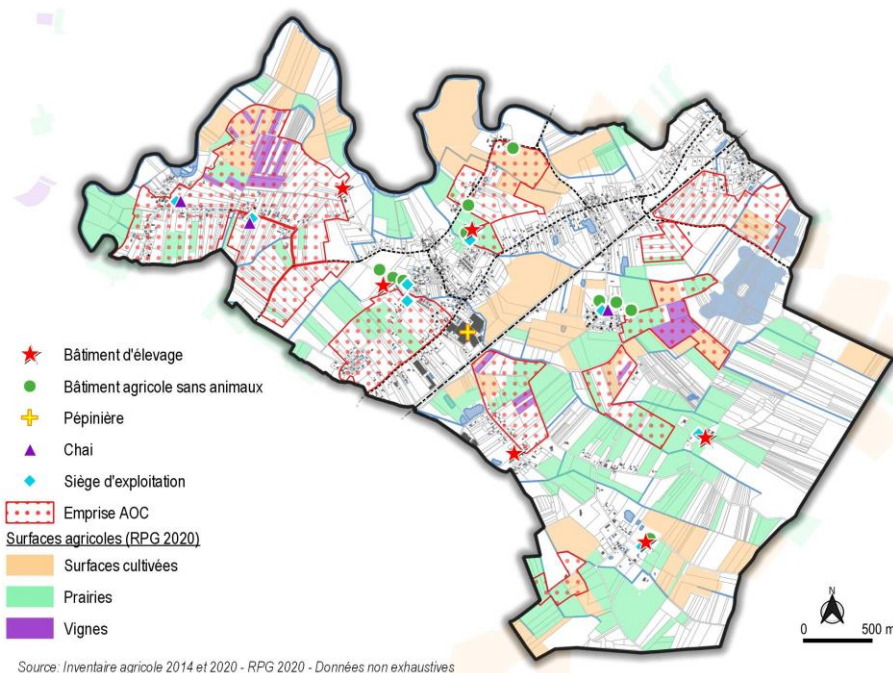 Bâtiment d'élevage
Bâtiment agricole sans animaux
Pépinière
Chai
Siège d'exploitation
Emprise AOC
Surfaces agricoles (RPG 2020)
Surfaces cultivées
Prairies
Vignes
N
0 500 m
Source: Inventaire agricole 2014 et 2020 - RPG 2020 - Données non exhaustives